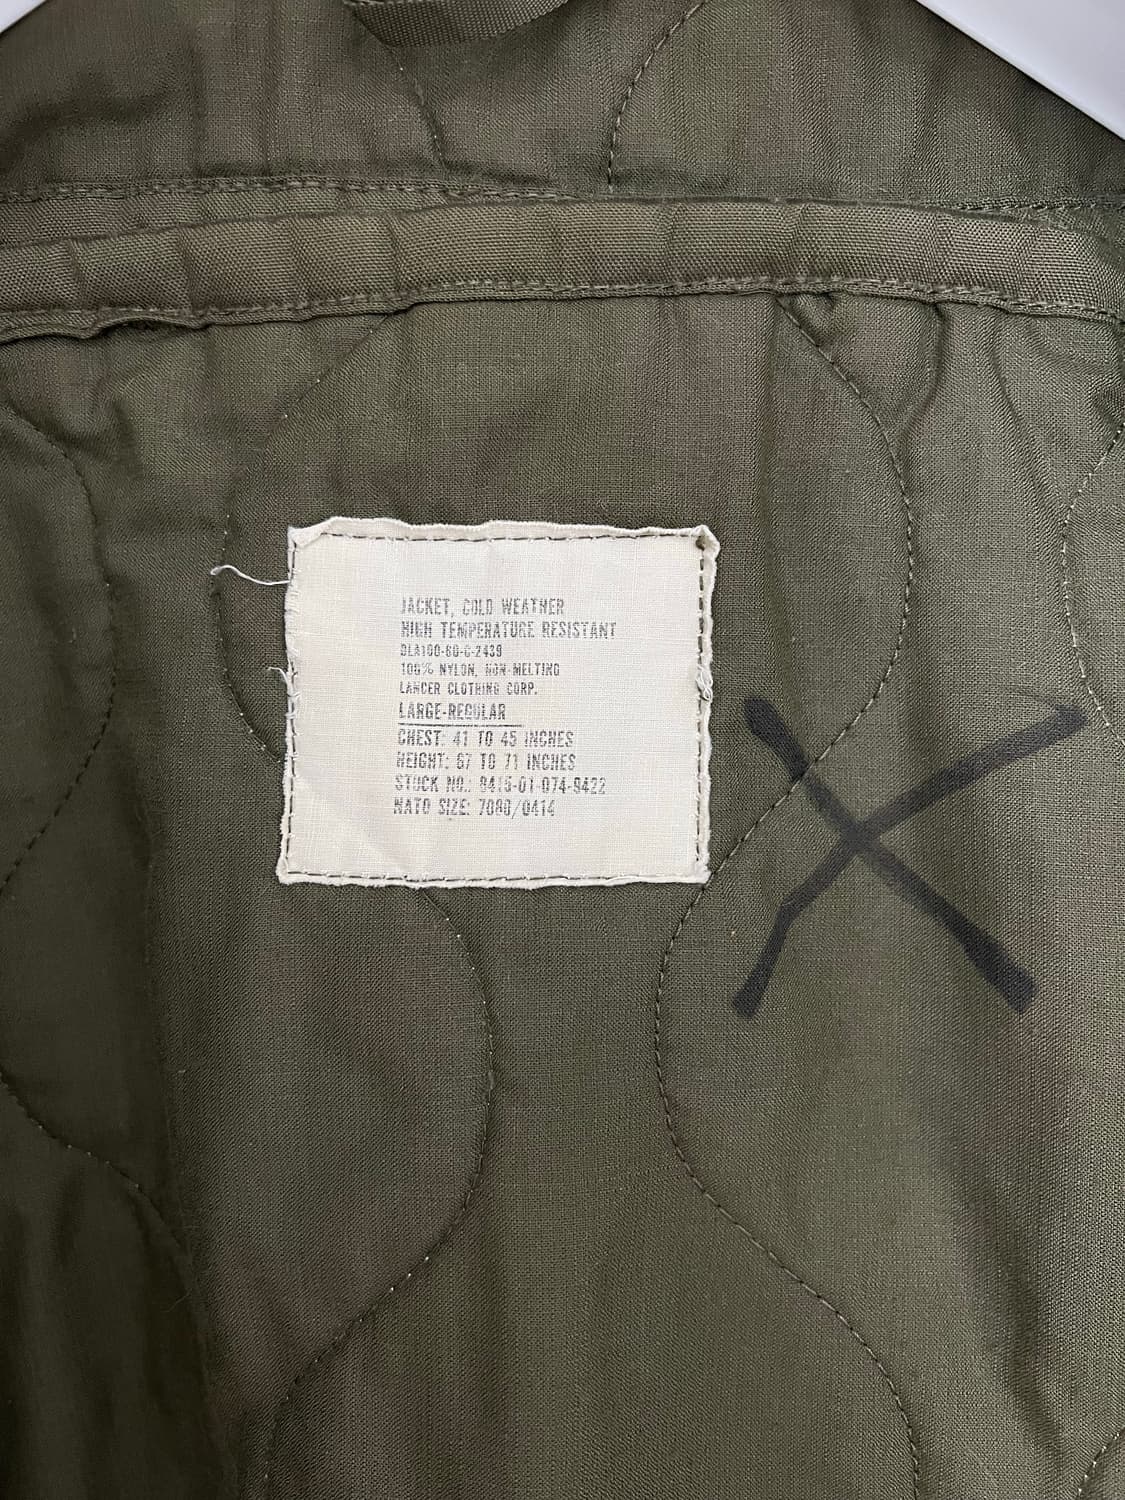 JACKET, COLD WEATHER
HIGH TEMPERATURE RESISTANT
DLA100-80-C-2439
100% NYLON, NON-MELTING
LANCER CLOTHING CORP.
LARGE-REGULAR
CHEST: 41 TO 45 INCHES
HEIGHT: 67 TO 71 INCHES
STOCK NO.: 8415-01-074-9422
NATO SIZE: 7080/0414
X